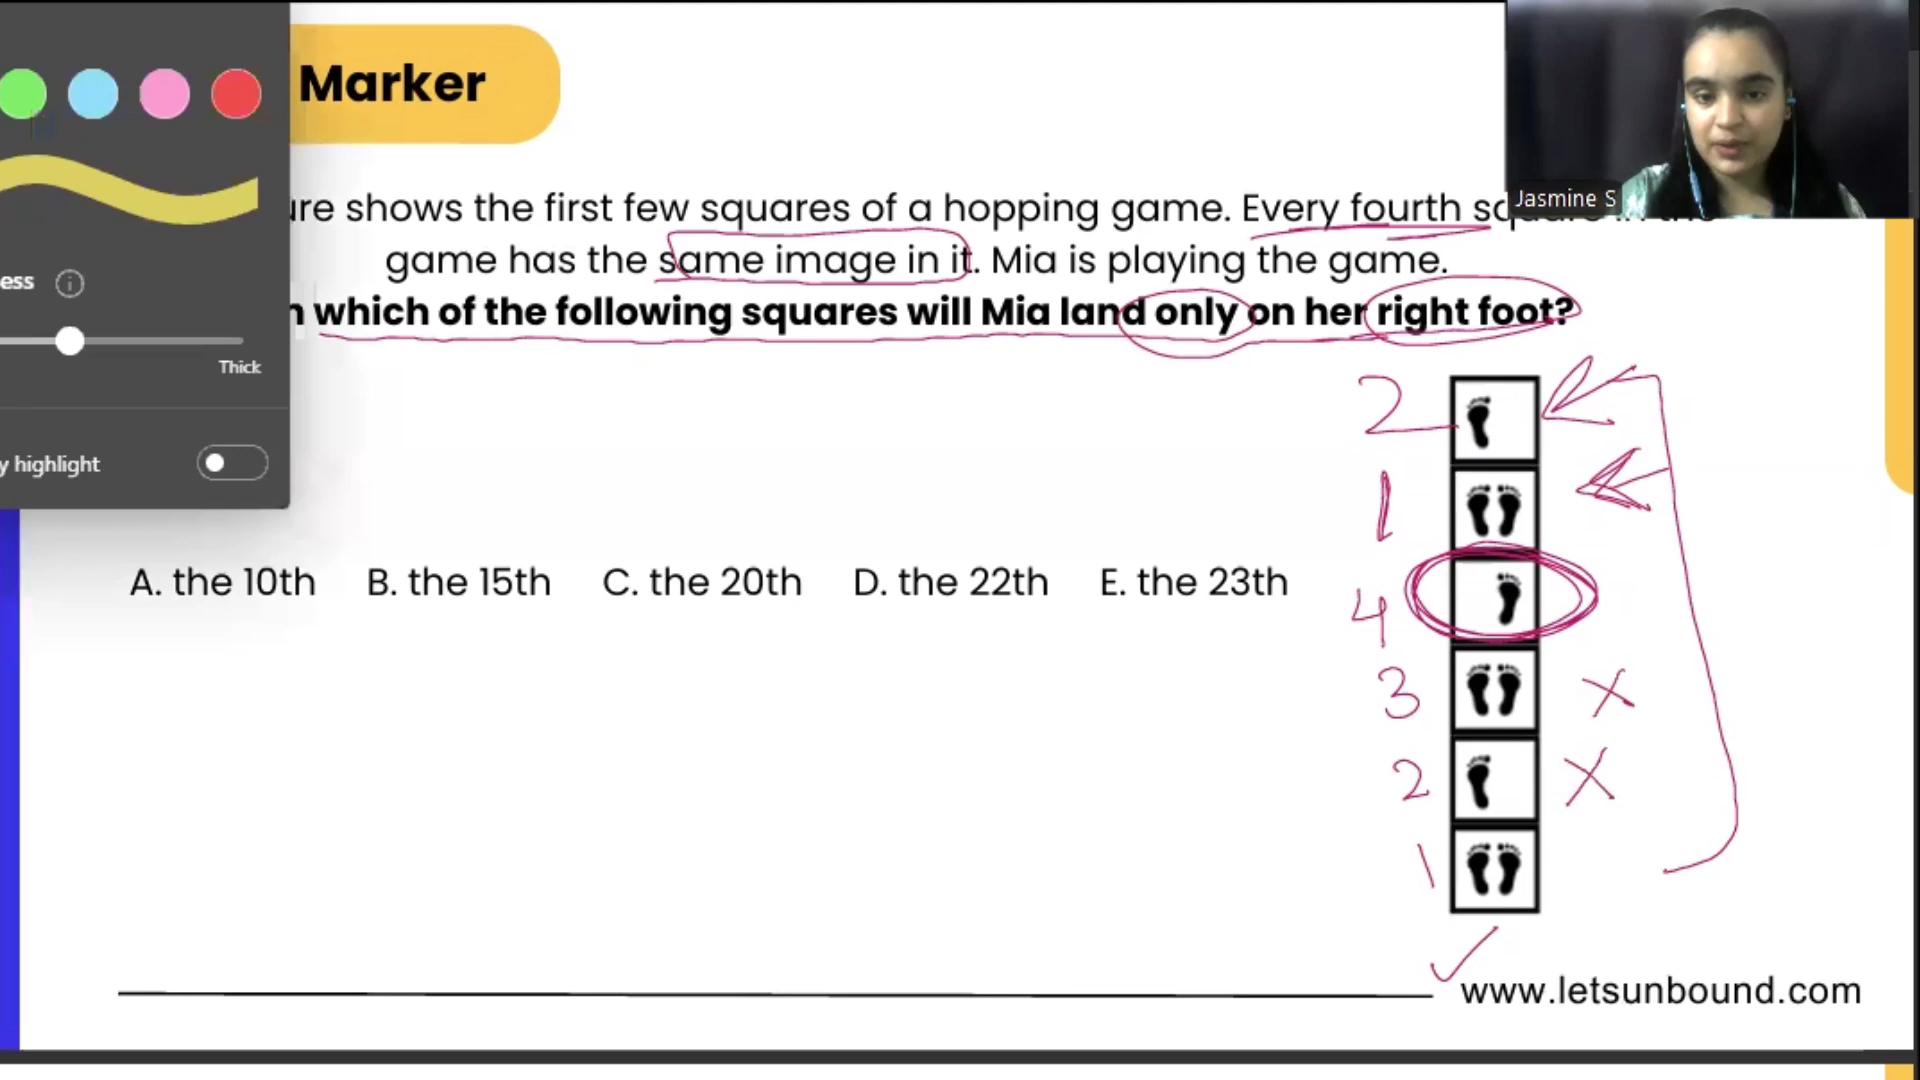 Marker
ure shows the first few squares of a hopping game. Every fourth
game has the same image in it. Mia is playing the game.
which of the following squares will Mia land only on her right foot?
ess
Thick
y highlight
Jasmine S
2
1
4
3 X
2 X
1
A. the 10th B. the 15th C. the 20th D. the 22th E. the 23th
www.letsunbound.com